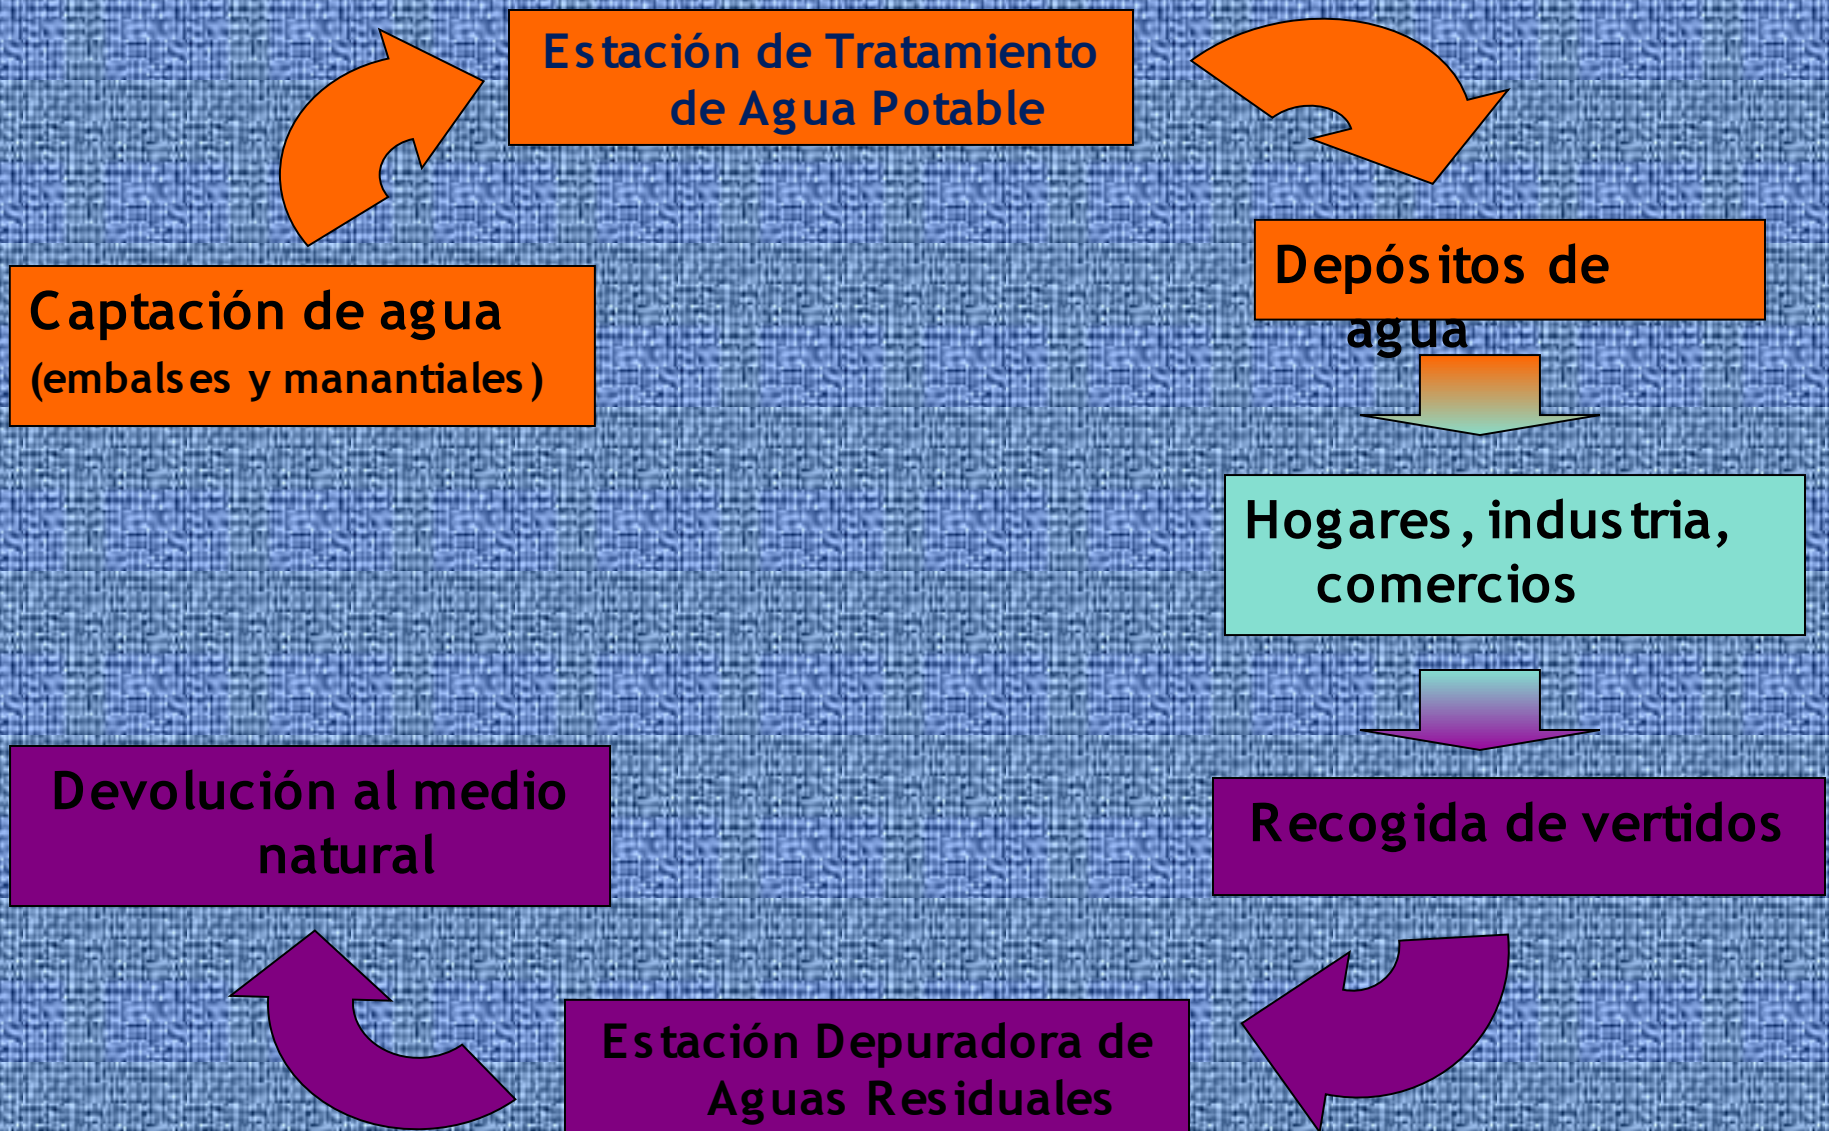 Estación de Tratamiento
de Agua Potable
Depósitos de
agua
Captación de agua
(embalses y manantiales)
Hogares, industria,
comercios
Devolución al medio
natural
Recogida de vertidos
Estación Depuradora de
Aguas Residuales